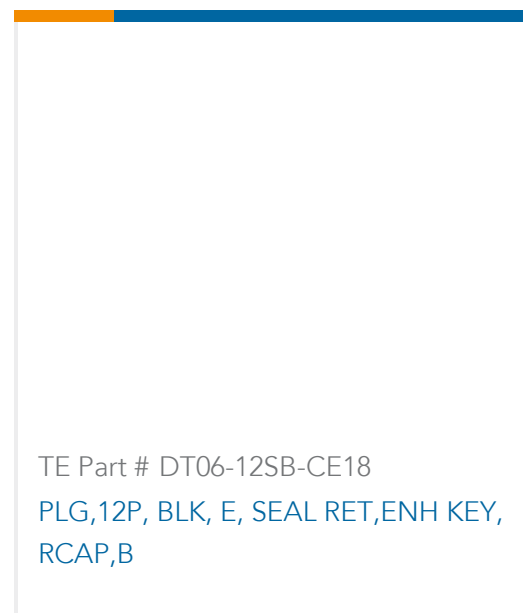 TE Part # DT06-12SB-CE18
PLG,12P, BLK, E, SEAL RET,ENH KEY,
RCAP,B